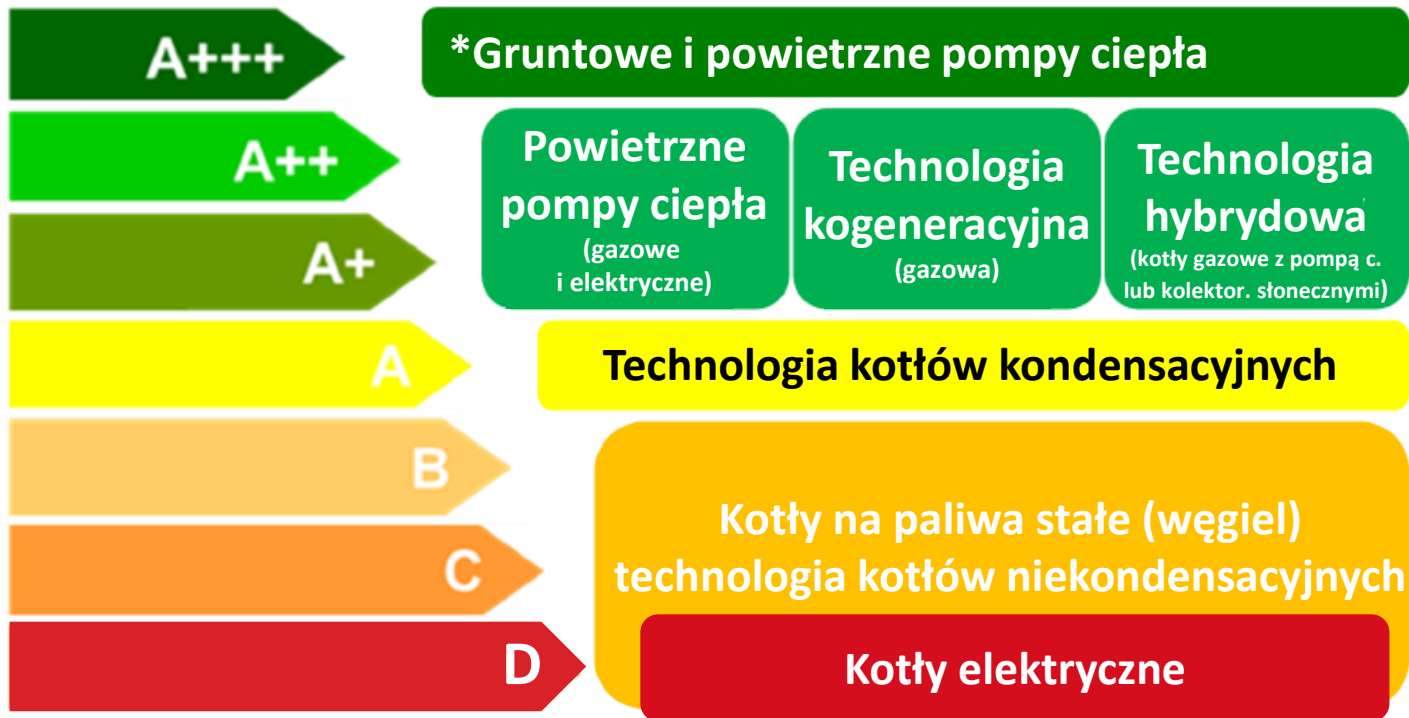 A+++
*Gruntowe i powietrzne pompy ciepła
A++
A+
Powietrzne
pompy ciepła
(gazowe
i elektryczne)
Technologia
kogeneracyjna
(gazowa)
Technologia
hybrydowa
(kotły gazowe z pompą c.
lub kolektor. słonecznymi)
A
Technologia kotłów kondensacyjnych
B
C
Kotły na paliwa stałe (węgiel)
technologia kotłów niekondensacyjnych
D
Kotły elektryczne